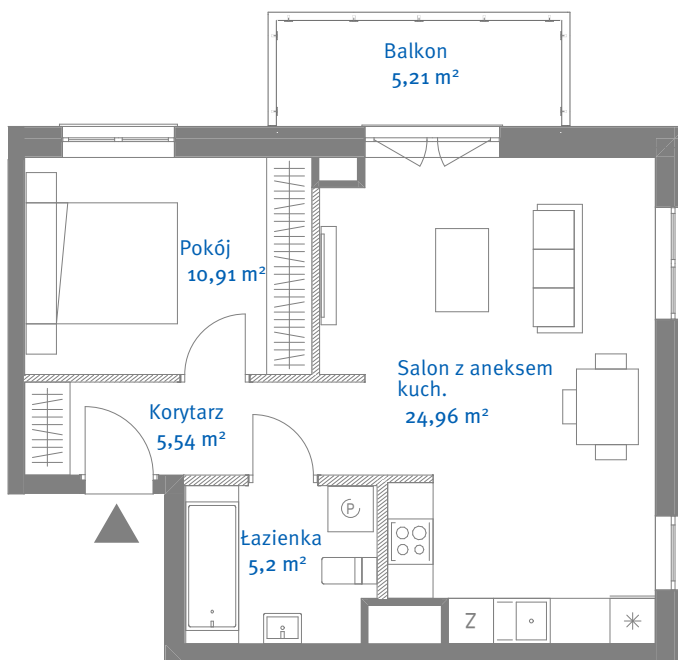 Balkon
5,21 m²
Pokój
10,91 m²
Salon z aneksem
kuch.
24,96 m²
Korytarz
5,54 m²
P
Łazienka
5,2 m²
Z